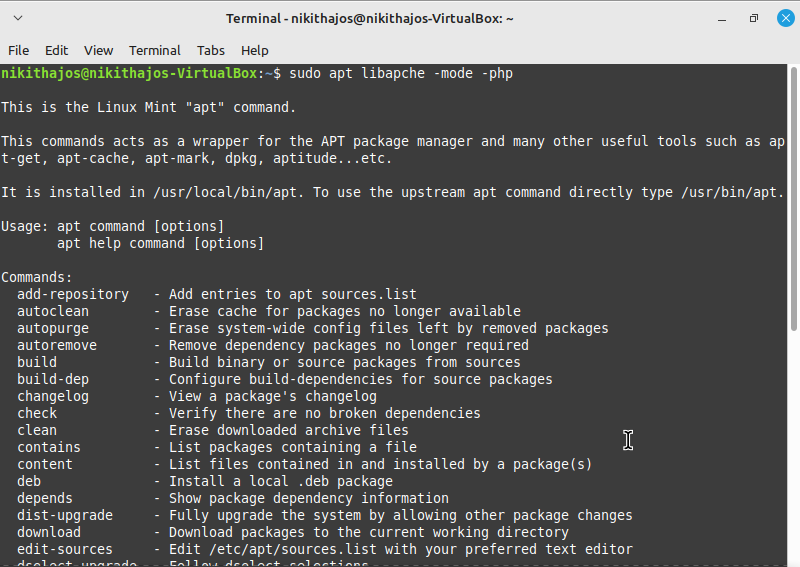 Terminal - nikithajos@nikithajos-VirtualBox: ~
File Edit View Terminal Tabs Help
nikithajos@nikithajos-VirtualBox:~$ sudo apt libapche -mode -php
This is the Linux Mint "apt" command.
This commands acts as a wrapper for the APT package manager and many other useful tools such as ap
t-get, apt-cache, apt-mark, dpkg, aptitude...etc.
It is installed in /usr/local/bin/apt. To use the upstream apt command directly type /usr/bin/apt.
Usage: apt command [options]
apt help command [options]
Commands:
add-repository - Add entries to apt sources.list
autoclean - Erase cache for packages no longer available
autopurge - Erase system-wide config files left by removed packages
autoremove - Remove dependency packages no longer required
build - Build binary or source packages from sources
build-dep - Configure build-dependencies for source packages
changelog - View a package's changelog
check - Verify there are no broken dependencies
clean - Erase downloaded archive files
contains - List packages containing a file
content - List files contained in and installed by a package(s)
deb - Install a local .deb package
depends - Show package dependency information
dist-upgrade - Fully upgrade the system by allowing other package changes
download - Download packages to the current working directory
edit-sources - Edit /etc/apt/sources.list with your preferred text editor
dselect-upgrade - Follow dselect selections